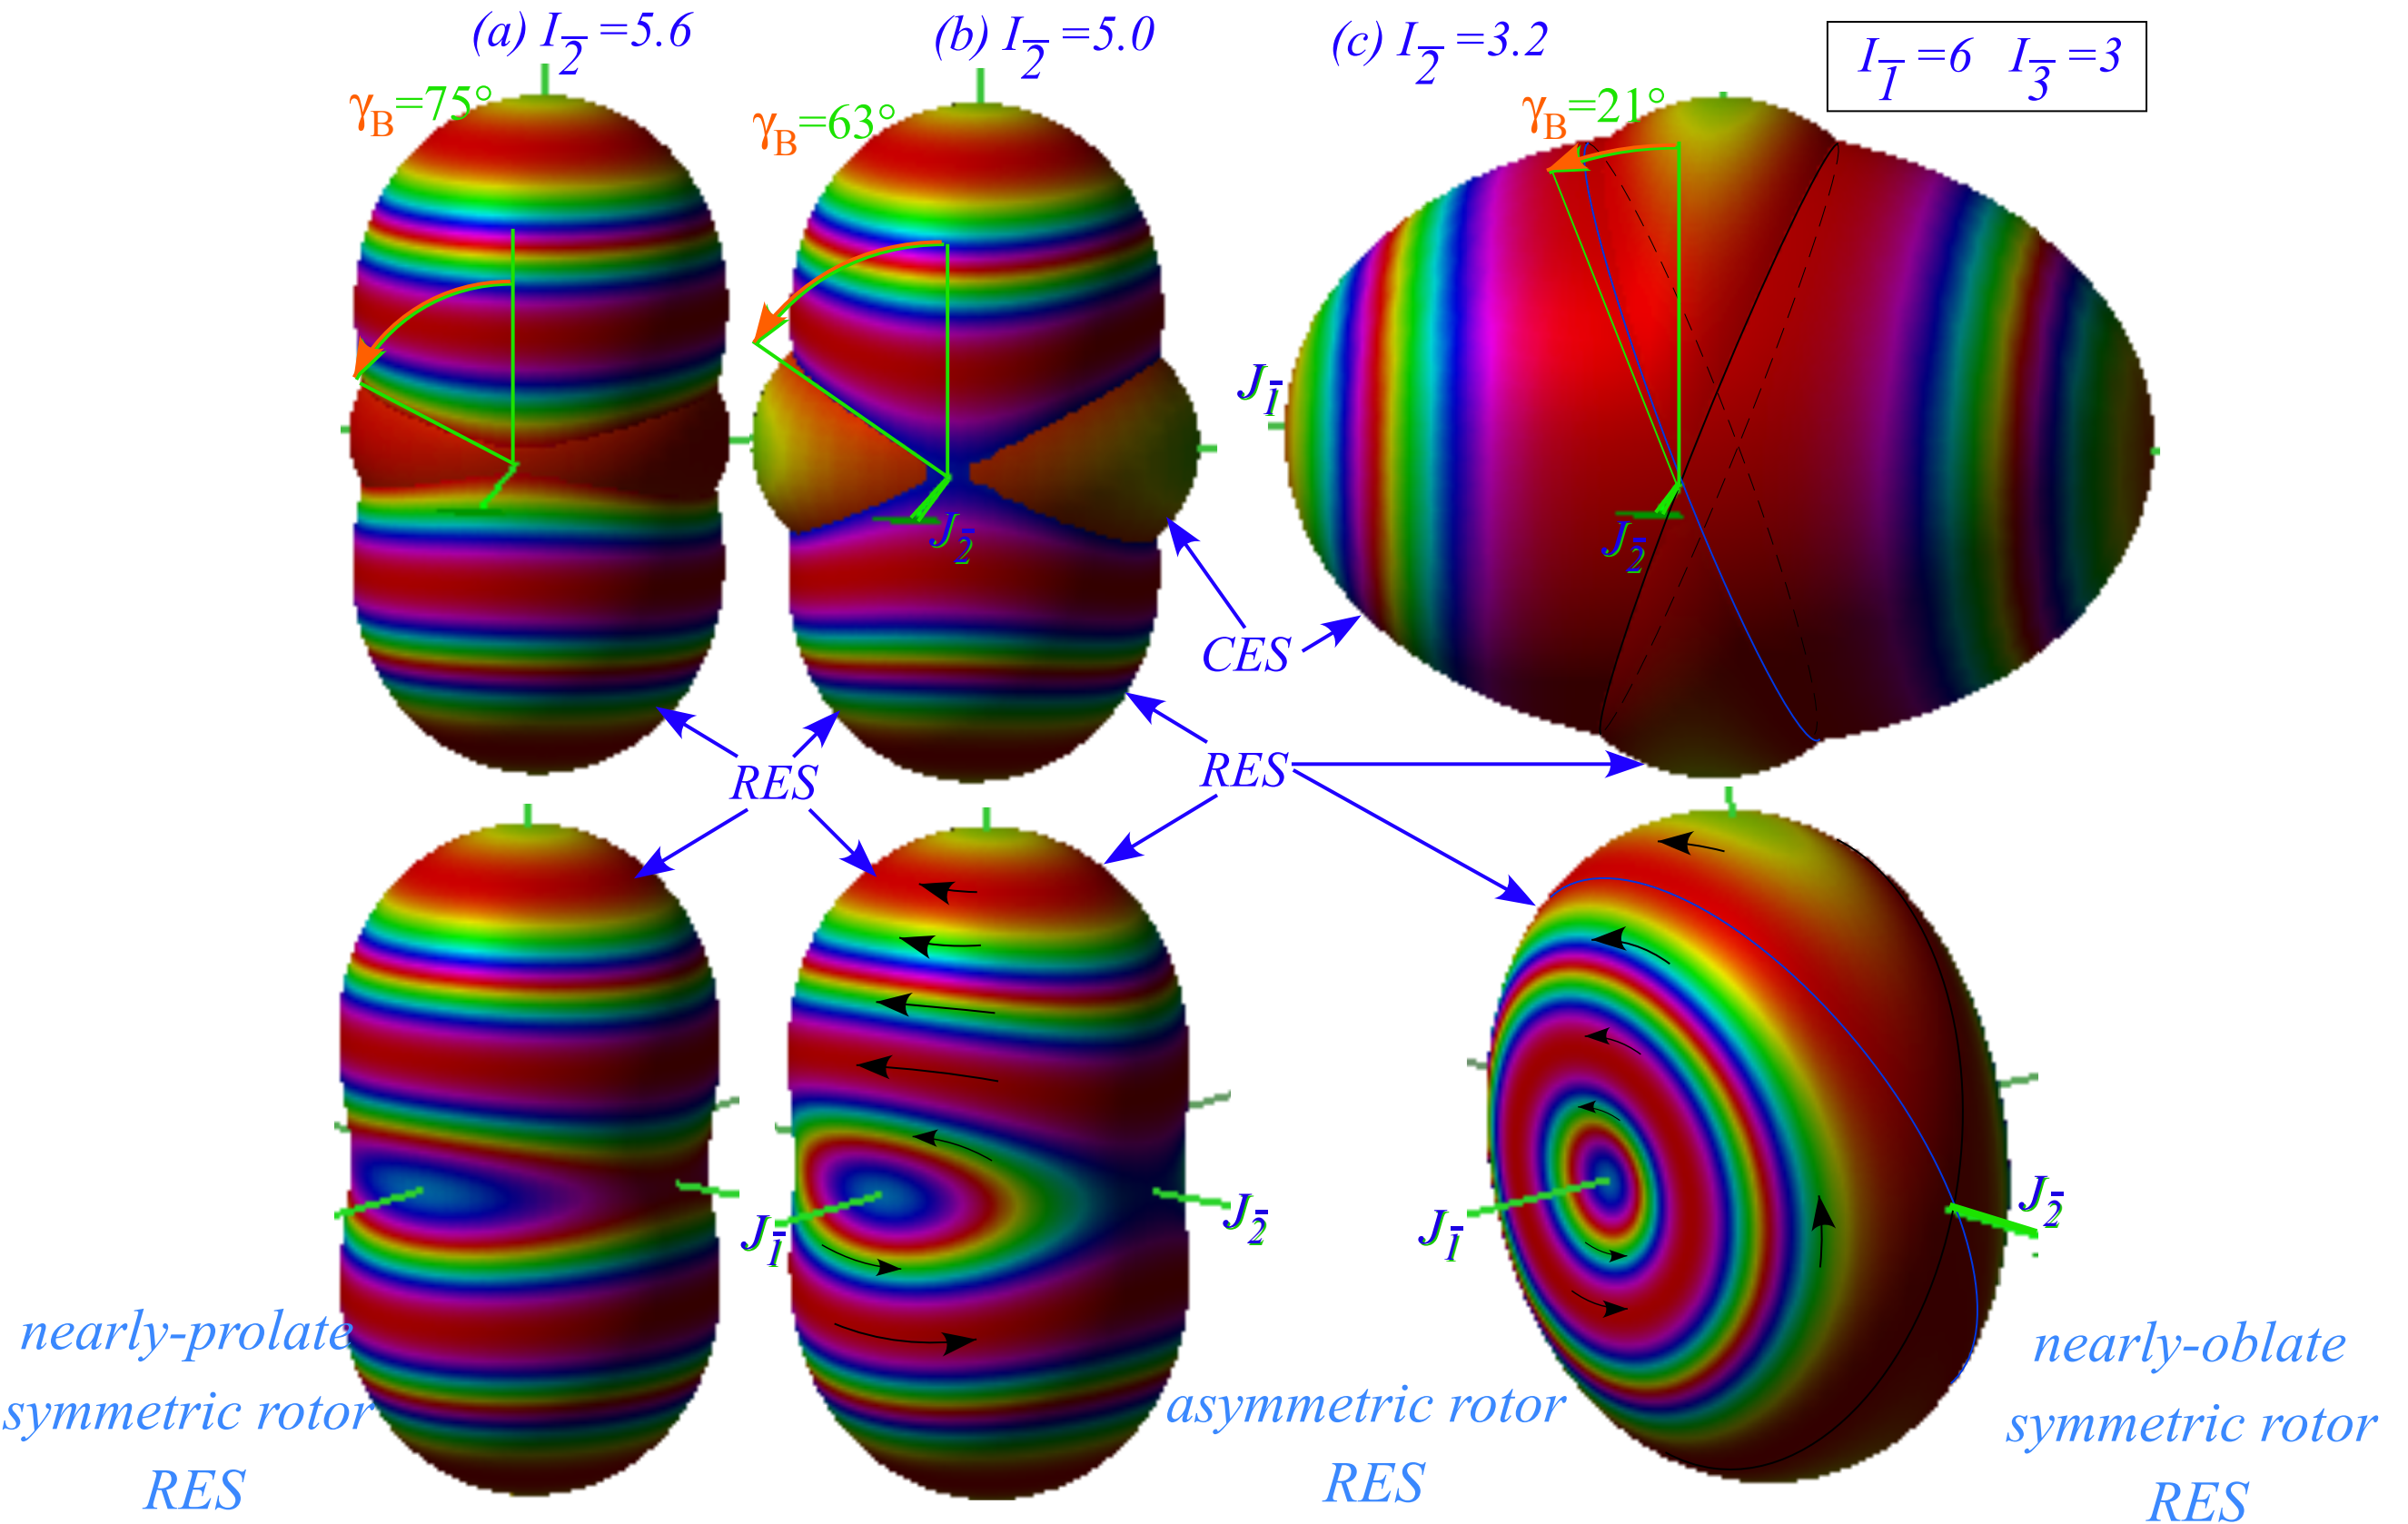 (a) I2̅=5.6
(b) I2̅=5.0
(c) I2̅=3.2
I1̅=6 I3̅=3
γB=75°
γB=63°
γB=21°
J1̅
J2̅
J2̅
CES
RES
RES
J1̅
J2̅
J1̅
J2̅
nearly-prolate
symmetric rotor
RES
asymmetric rotor
RES
nearly-oblate
symmetric rotor
RES